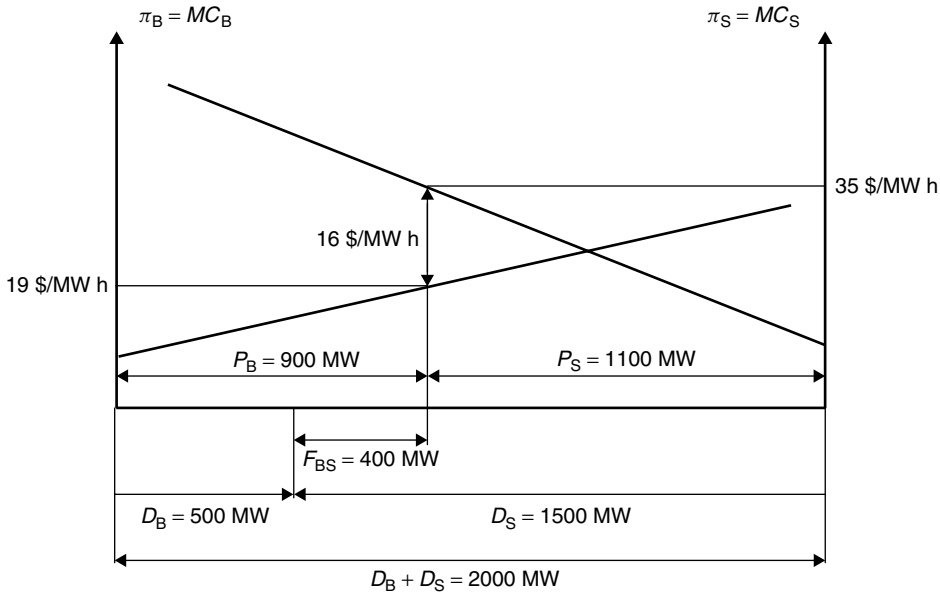 π_B = MC_B
π_S = MC_S
35 $/MW h
16 $/MW h
19 $/MW h
P_B = 900 MW
P_S = 1100 MW
F_BS = 400 MW
D_B = 500 MW
D_S = 1500 MW
D_B + D_S = 2000 MW